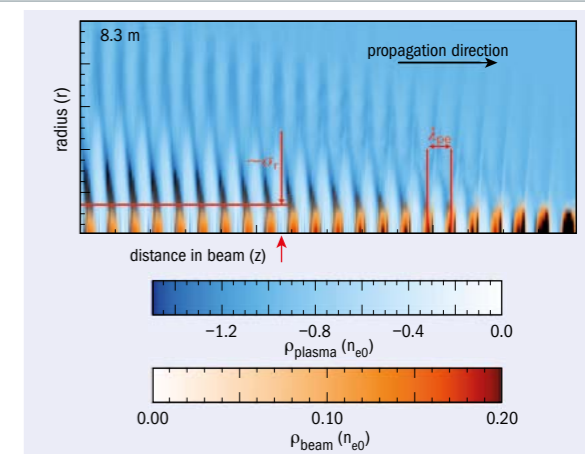 8.3 m
propagation direction
radius (r)
λpe
~σr
distance in beam (z)
−1.2 −0.8 −0.4 0.0
ρplasma (ne0)
0.00 0.10 0.20
ρbeam (ne0)